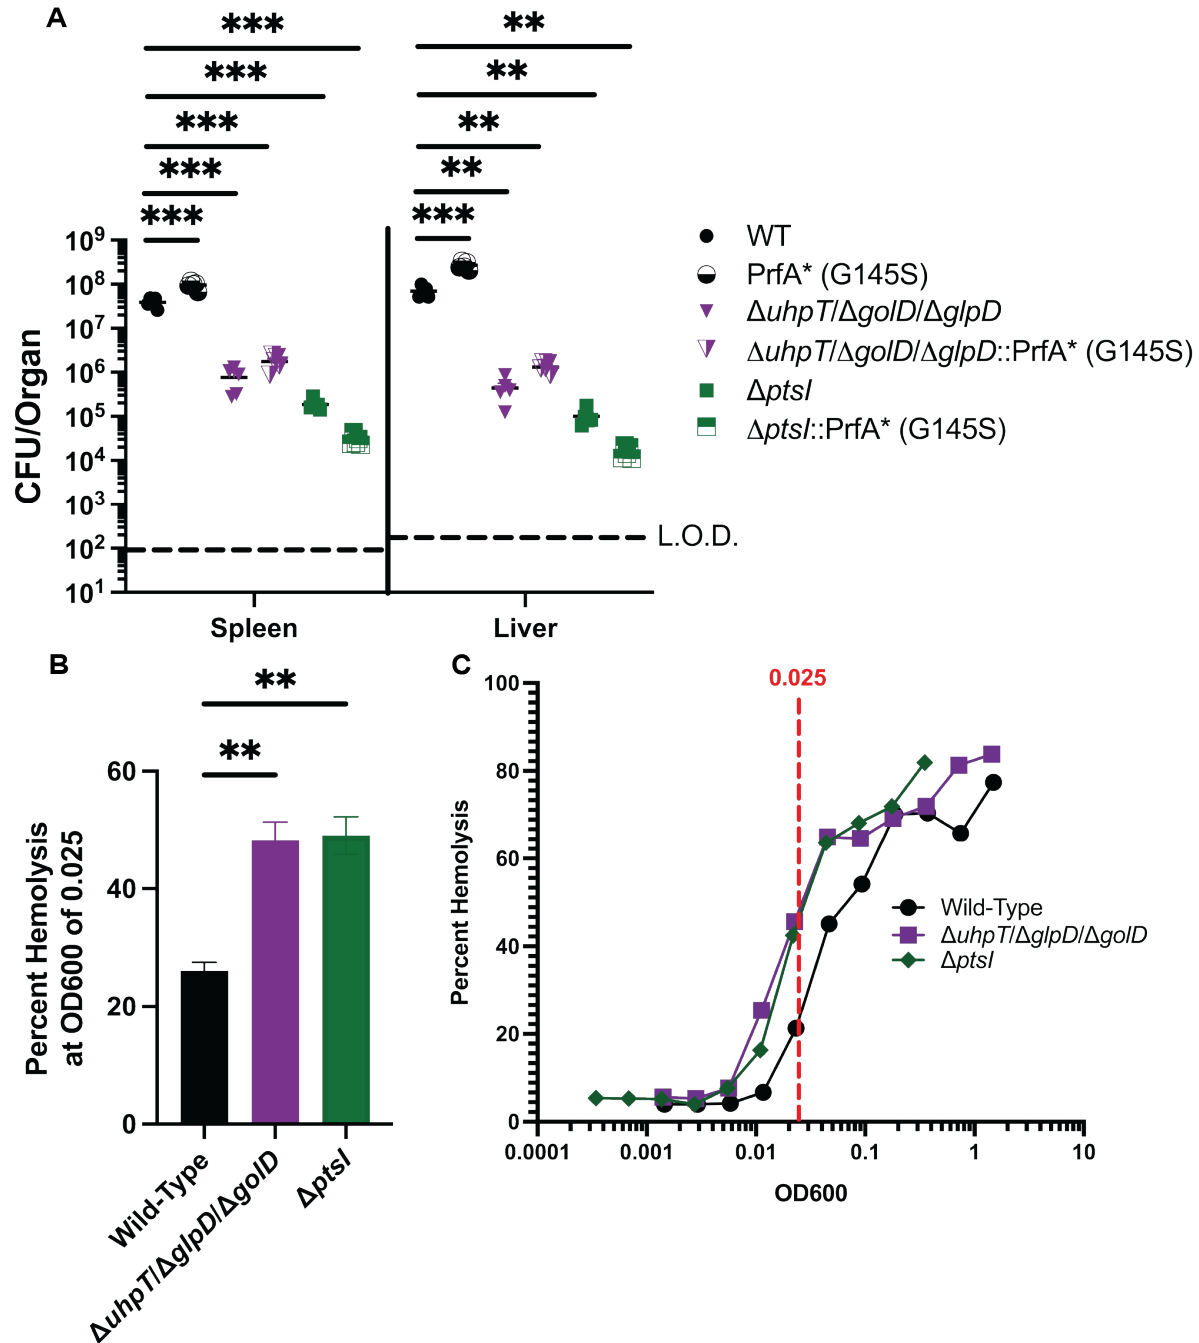 A
*** **
*** **
*** **
*** **
*** ***
CFU/Organ
10⁹
10⁸
10⁷
10⁶
10⁵
10⁴
10³
10²
10¹
Spleen
Liver
L.O.D.
WT
PrfA* (G145S)
ΔuhpT/ΔgolD/ΔglpD
ΔuhpT/ΔgolD/ΔglpD::PrfA* (G145S)
ΔptsI
ΔptsI::PrfA* (G145S)
B
**
**
Percent Hemolysis
at OD600 of 0.025
60
40
20
0
Wild-Type
ΔuhpT/ΔglpD/ΔgolD
ΔptsI
C
0.025
Percent Hemolysis
100
80
60
40
20
0
0.0001 0.001 0.01 0.1 1 10
OD600
Wild-Type
ΔuhpT/ΔglpD/ΔgolD
ΔptsI